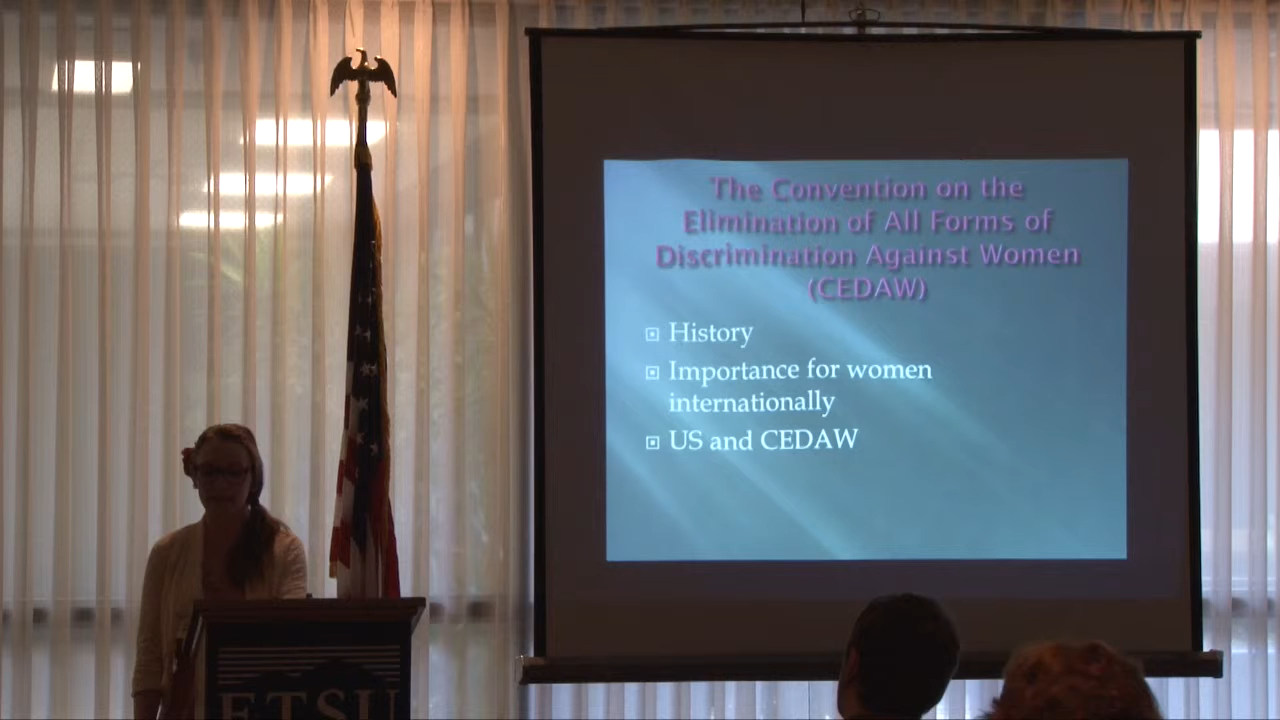 The Convention on the
Elimination of All Forms of
Discrimination Against Women
(CEDAW)
History
Importance for women
internationally
US and CEDAW
ETSU